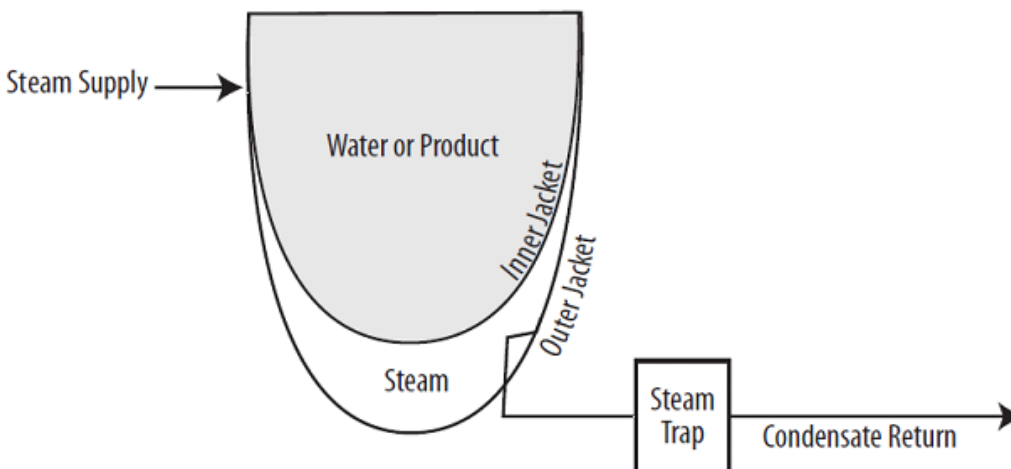 Steam Supply
Water or Product
Inner Jacket
Outer Jacket
Steam
Steam
Trap
Condensate Return